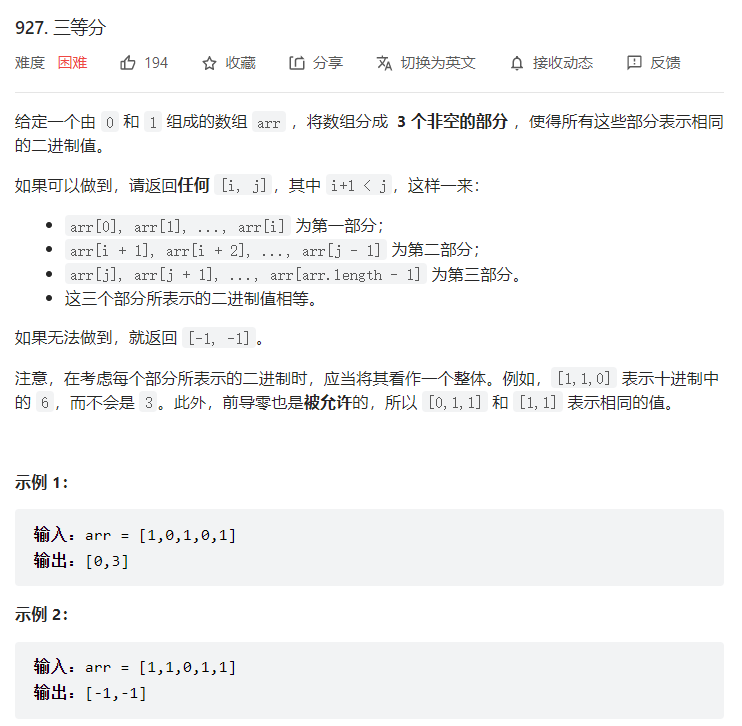 927. 三等分
难度 困难 194 收藏 分享 切换为英文 接收动态 反馈
给定一个由 0 和 1 组成的数组 arr ，将数组分成 3 个非空的部分 ，使得所有这些部分表示相同
的二进制值。
如果可以做到，请返回任何 [i, j]，其中 i+1 < j，这样一来：
• arr[0], arr[1], ..., arr[i] 为第一部分；
• arr[i + 1], arr[i + 2], ..., arr[j - 1] 为第二部分；
• arr[j], arr[j + 1], ..., arr[arr.length - 1] 为第三部分。
• 这三个部分所表示的二进制值相等。
如果无法做到，就返回 [-1, -1]。
注意，在考虑每个部分所表示的二进制时，应当将其看作一个整体。例如，[1,1,0] 表示十进制中
的 6，而不会是 3。此外，前导零也是被允许的，所以 [0,1,1] 和 [1,1] 表示相同的值。
示例 1：
输入：arr = [1,0,1,0,1]
输出：[0,3]
示例 2：
输入：arr = [1,1,0,1,1]
输出：[-1,-1]